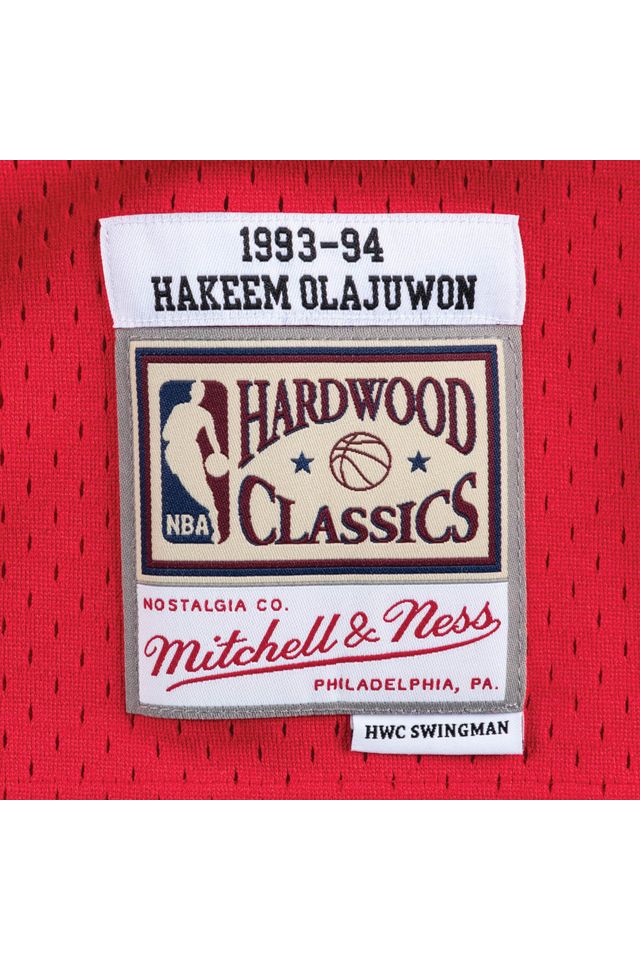 1993-94
HAKEEM OLAJUWON
HARDWOOD
CLASSICS
NBA
NOSTALGIA CO.
Mitchell & Ness
PHILADELPHIA, PA.
HWC SWINGMAN